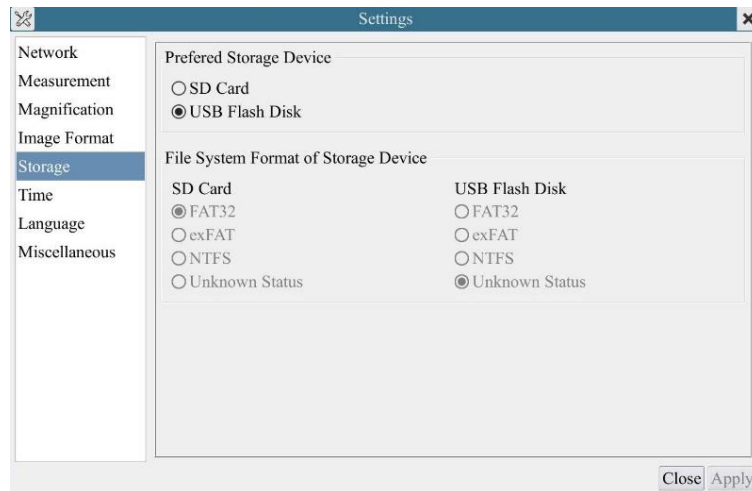 Settings
Network
Measurement
Magnification
Image Format
Storage
Time
Language
Miscellaneous
Prefered Storage Device
SD Card
USB Flash Disk
File System Format of Storage Device
SD Card
FAT32
exFAT
NTFS
Unknown Status
USB Flash Disk
FAT32
exFAT
NTFS
Unknown Status
Close
Apply